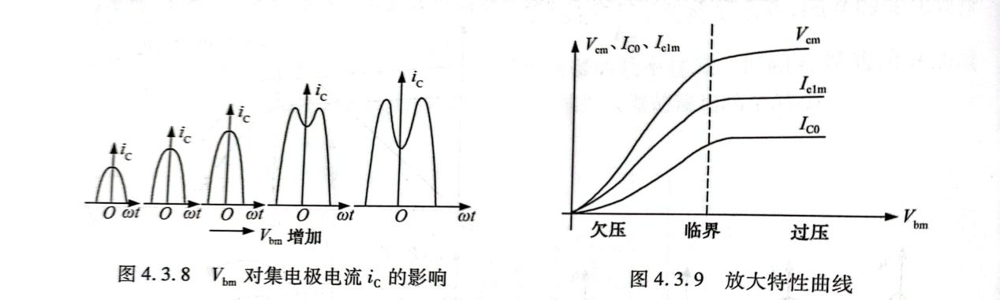 i_C
i_C
i_C
i_C
i_C
O ωt O ωt O ωt O ωt O ωt
V_bm 增加
图 4.3.8 V_bm 对集电极电流 i_C 的影响
V_cm、I_C0、I_c1m
V_cm
I_c1m
I_C0
V_bm
欠压 临界 过压
图 4.3.9 放大特性曲线